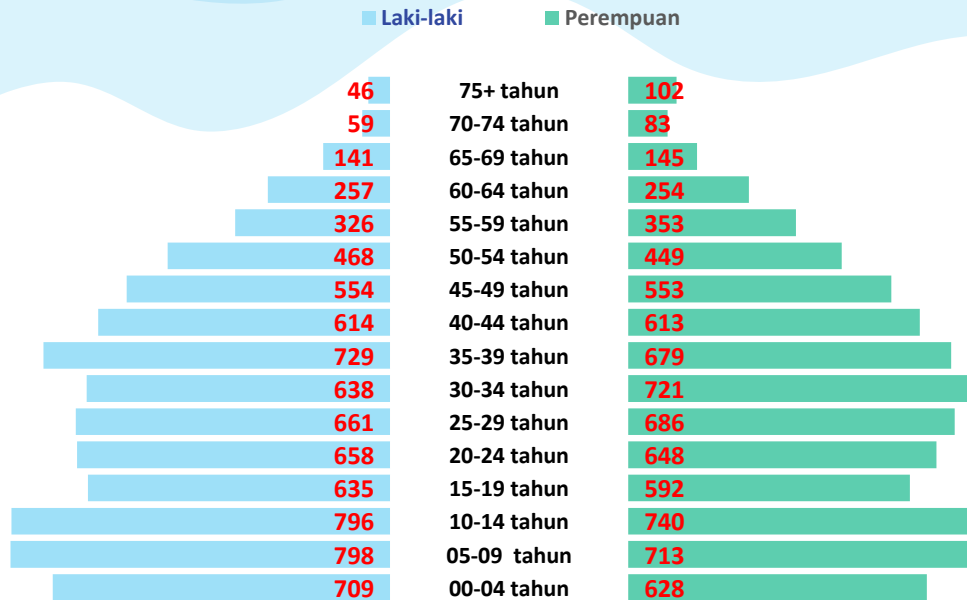 Laki-laki Perempuan
46 75+ tahun 102
59 70-74 tahun 83
141 65-69 tahun 145
257 60-64 tahun 254
326 55-59 tahun 353
468 50-54 tahun 449
554 45-49 tahun 553
614 40-44 tahun 613
729 35-39 tahun 679
638 30-34 tahun 721
661 25-29 tahun 686
658 20-24 tahun 648
635 15-19 tahun 592
796 10-14 tahun 740
798 05-09 tahun 713
709 00-04 tahun 628